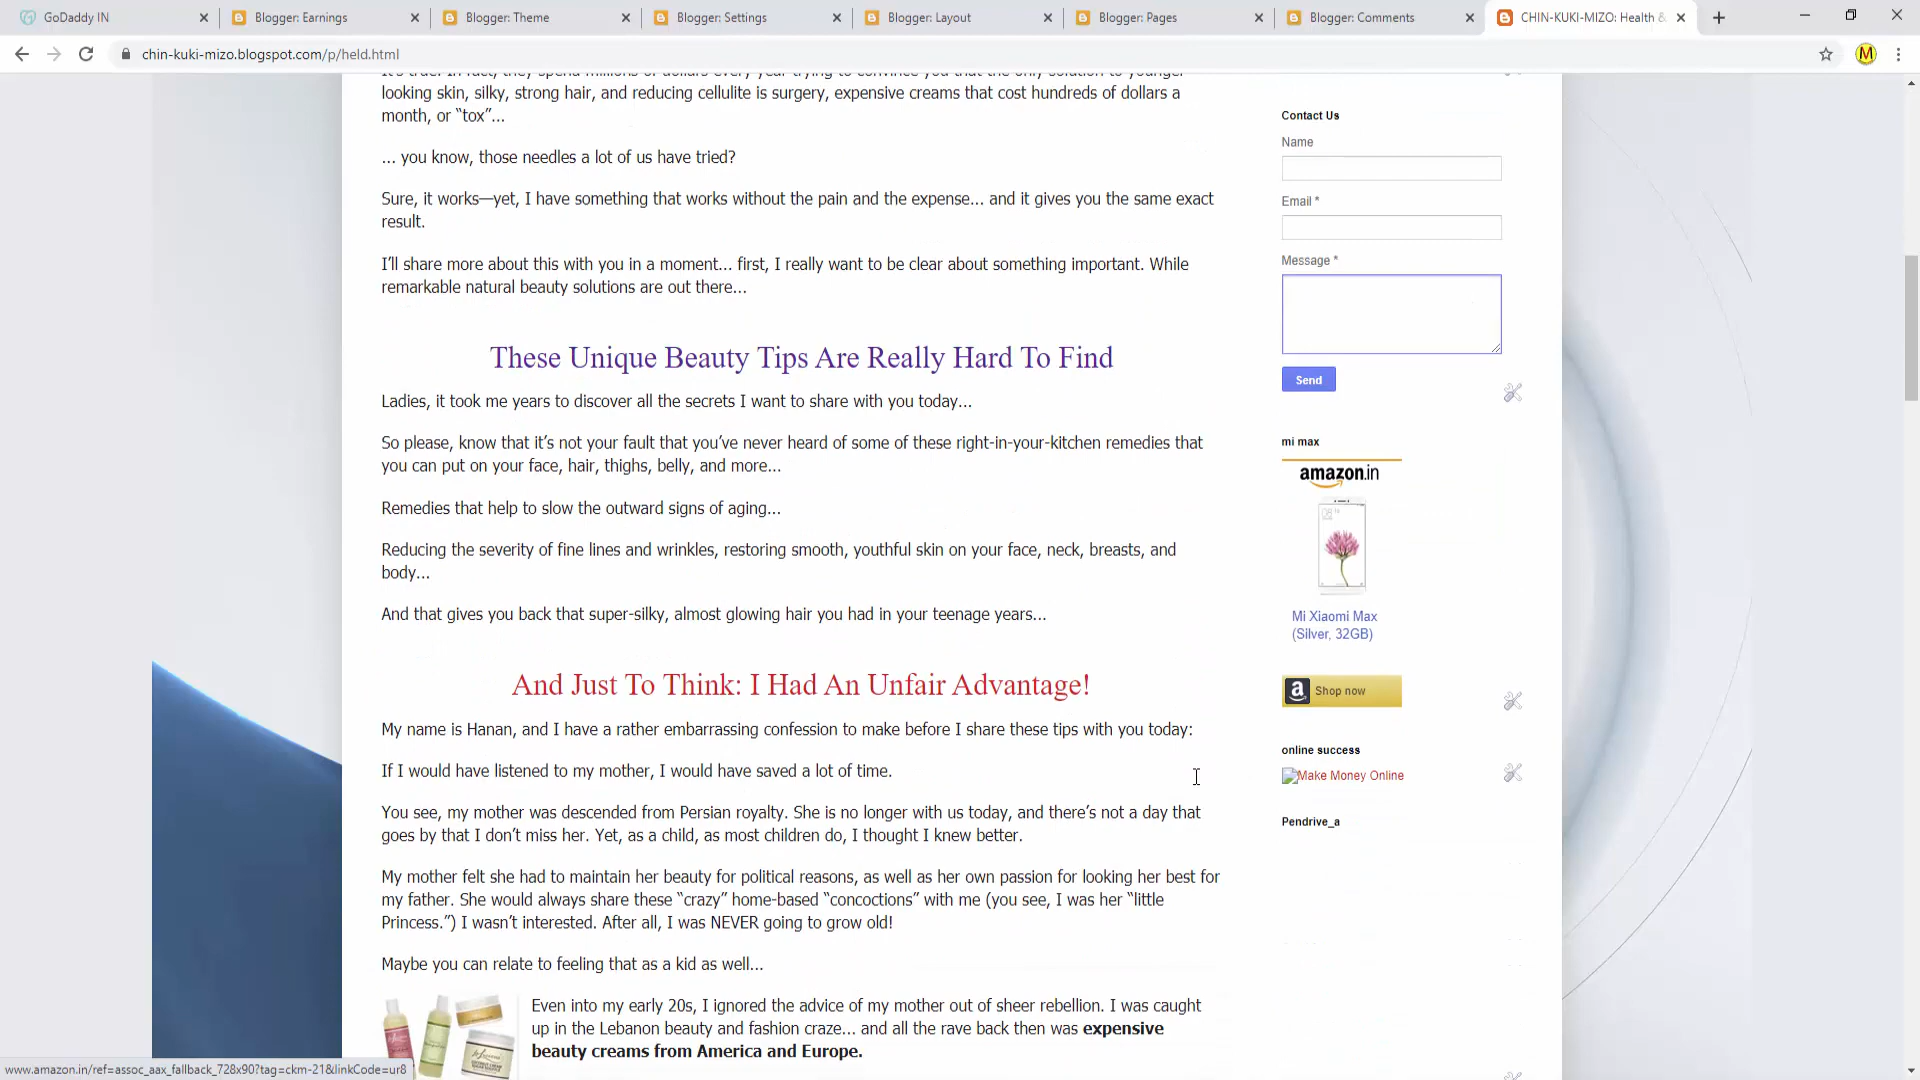 GoDaddy IN
Blogger: Earnings
Blogger: Theme
Blogger: Settings
Blogger: Layout
Blogger: Pages
Blogger: Comments
CHIN-KUKI-MIZO: Health &
chin-kuki-mizo.blogspot.com/p/held.html
M
looking skin, silky, strong hair, and reducing cellulite is surgery, expensive creams that cost hundreds of dollars a
month, or “tox”…
… you know, those needles a lot of us have tried?
Sure, it works—yet, I have something that works without the pain and the expense… and it gives you the same exact
result.
I’ll share more about this with you in a moment… first, I really want to be clear about something important. While
remarkable natural beauty solutions are out there…
These Unique Beauty Tips Are Really Hard To Find
Ladies, it took me years to discover all the secrets I want to share with you today…
So please, know that it’s not your fault that you’ve never heard of some of these right-in-your-kitchen remedies that
you can put on your face, hair, thighs, belly, and more…
Remedies that help to slow the outward signs of aging…
Reducing the severity of fine lines and wrinkles, restoring smooth, youthful skin on your face, neck, breasts, and
body…
And that gives you back that super-silky, almost glowing hair you had in your teenage years…
And Just To Think: I Had An Unfair Advantage!
My name is Hanan, and I have a rather embarrassing confession to make before I share these tips with you today:
If I would have listened to my mother, I would have saved a lot of time.
You see, my mother was descended from Persian royalty. She is no longer with us today, and there’s not a day that
goes by that I don’t miss her. Yet, as a child, as most children do, I thought I knew better.
My mother felt she had to maintain her beauty for political reasons, as well as her own passion for looking her best for
my father. She would always share these “crazy” home-based “concoctions” with me (you see, I was her “little
Princess.”) I wasn’t interested. After all, I was NEVER going to grow old!
Maybe you can relate to feeling that as a kid as well…
Even into my early 20s, I ignored the advice of my mother out of sheer rebellion. I was caught
up in the Lebanon beauty and fashion craze… and all the rave back then was expensive
beauty creams from America and Europe.
Contact Us
Name
Email *
Message *
Send
mi max
amazon.in
Mi Xiaomi Max
(Silver, 32GB)
a Shop now
online success
Make Money Online
Pendrive_a
www.amazon.in/ref=assoc_aax_fallback_728x90?tag=ckm-21&linkCode=ur8